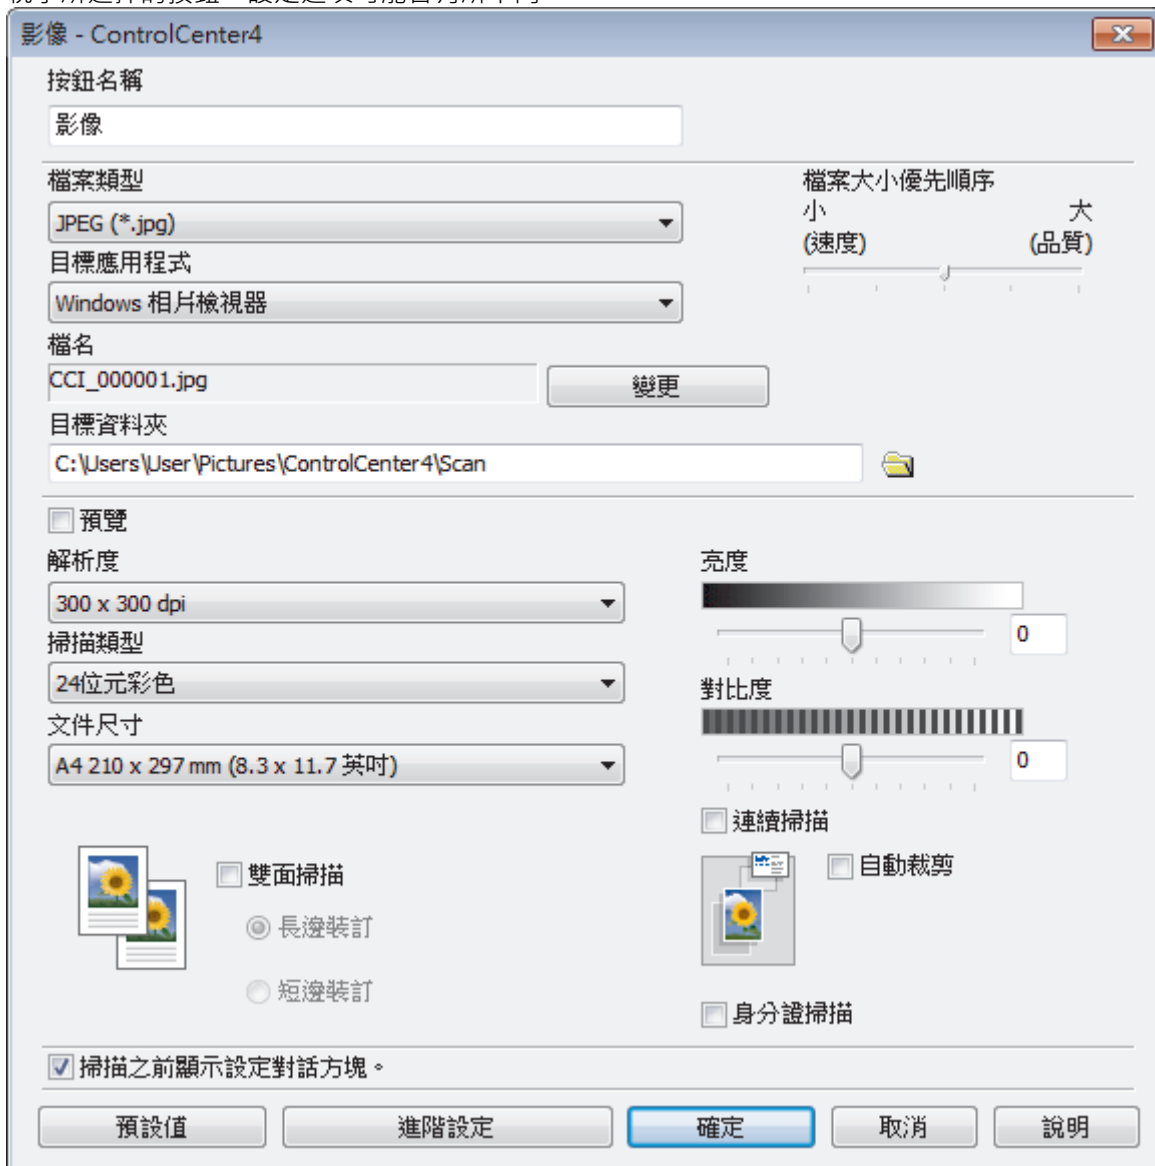 影像 - ControlCenter4
按鈕名稱
影像
檔案類型
JPEG (*.jpg)
目標應用程式
Windows 相片檢視器
檔名
CCI_000001.jpg
變更
目標資料夾
C:\Users\User\Pictures\ControlCenter4\Scan
檔案大小優先順序
小 大
(速度) (品質)
預覽
解析度
300 x 300 dpi
掃描類型
24位元彩色
文件尺寸
A4 210 x 297 mm (8.3 x 11.7 英吋)
亮度
0
對比度
0
連續掃描
自動裁剪
身分證掃描
雙面掃描
長邊裝訂
短邊裝訂
掃描之前顯示設定對話方塊。
預設值 進階設定 確定 取消 說明